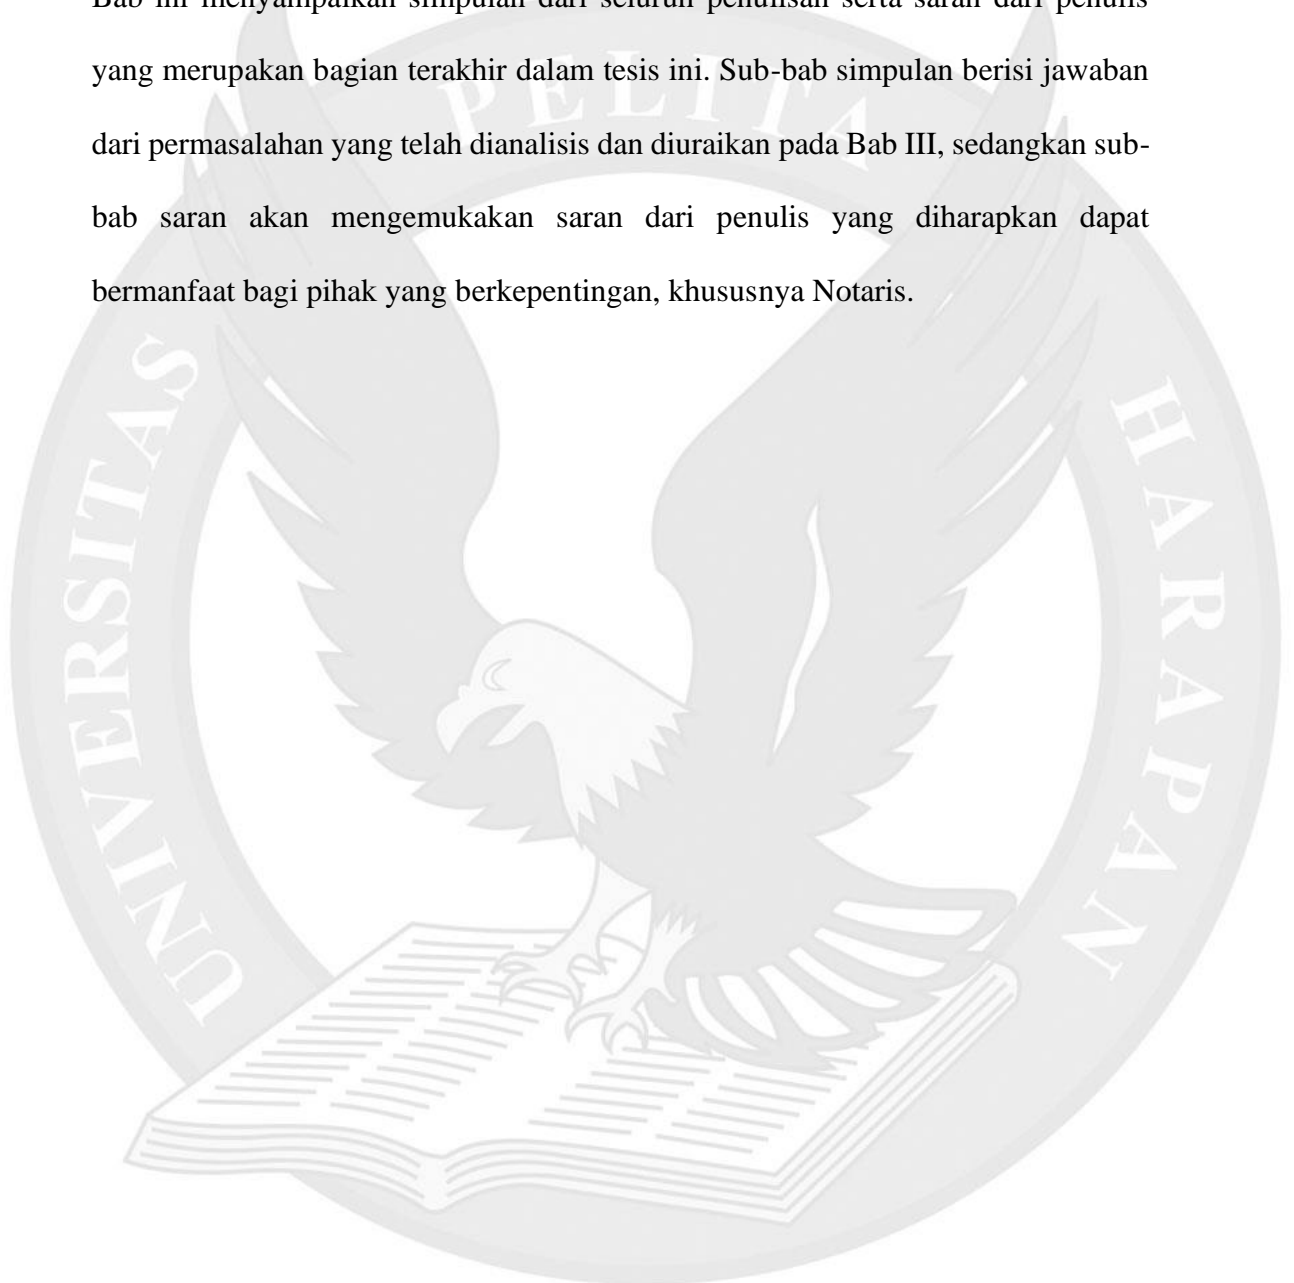 Bab ini menyampaikan simpulan dari seluruh penulisan serta saran dari penulis
yang merupakan bagian terakhir dalam tesis ini. Sub-bab simpulan berisi jawaban
dari permasalahan yang telah dianalisis dan diuraikan pada Bab III, sedangkan sub-
bab saran akan mengemukakan saran dari penulis yang diharapkan dapat
bermanfaat bagi pihak yang berkepentingan, khususnya Notaris.
UNIVERSITAS
PELITA
HARAPAN